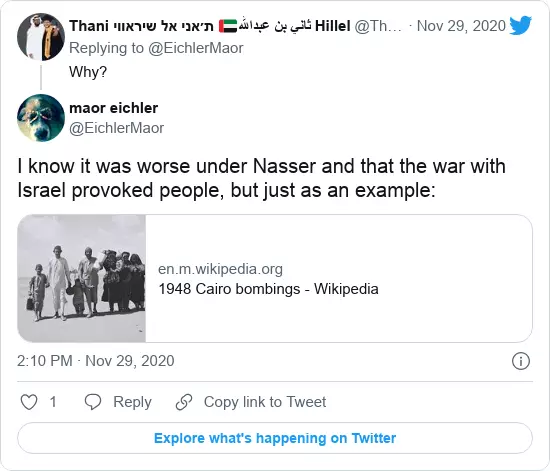 Thani ת׳אני אל שיראווי 🇦🇪ثاني بن عبدالله Hillel @Th… · Nov 29, 2020
Replying to @EichlerMaor
Why?
maor eichler
@EichlerMaor
I know it was worse under Nasser and that the war with
Israel provoked people, but just as an example:
en.m.wikipedia.org
1948 Cairo bombings - Wikipedia
2:10 PM · Nov 29, 2020
1 Reply Copy link to Tweet
Explore what's happening on Twitter